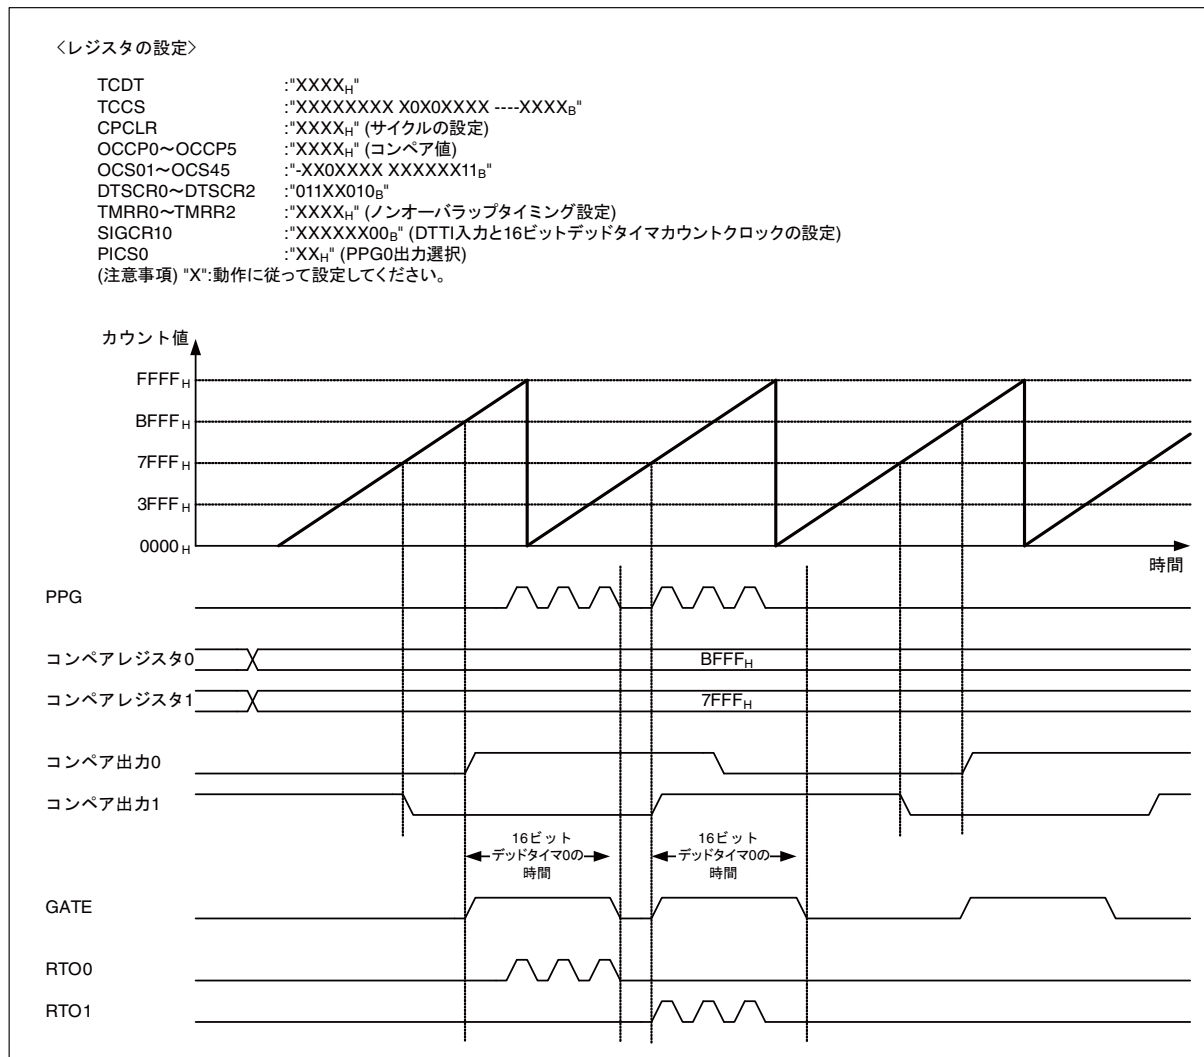 〈レジスタの設定〉
TCDT :"XXXXH"
TCCS :"XXXXXXXX X0X0XXXX ----XXXXB"
CPCLR :"XXXXH" (サイクルの設定)
OCCP0〜OCCP5 :"XXXXH" (コンペア値)
OCS01〜OCS45 :"-XX0XXXX XXXXXX11B"
DTSCR0〜DTSCR2 :"011XX010B"
TMRR0〜TMRR2 :"XXXXH" (ノンオーバラップタイミング設定)
SIGCR10 :"XXXXXX00B" (DTTI入力と16ビットデッドタイマカウントクロックの設定)
PICS0 :"XXH" (PPG0出力選択)
(注意事項) "X":動作に従って設定してください。
カウント値
FFFFH
BFFFH
7FFFH
3FFFH
0000H
時間
PPG
コンペアレジスタ0 BFFFH
コンペアレジスタ1 7FFFH
コンペア出力0
コンペア出力1
16ビット
デッドタイマ0の
時間
16ビット
デッドタイマ0の
時間
GATE
RTO0
RTO1